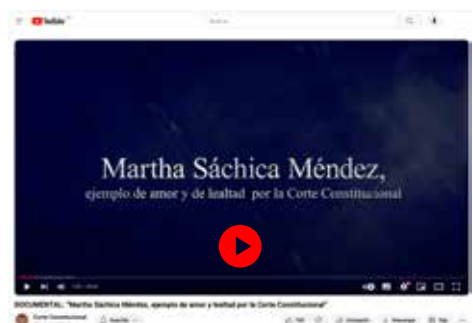 YouTube
Martha Sáchica Méndez,
ejemplo de amor y de lealtad por la Corte Constitucional
DOCUMENTAL: "Martha Sáchica Méndez, ejemplo de amor y lealtad por la Corte Constitucional"
Corte Constitucional